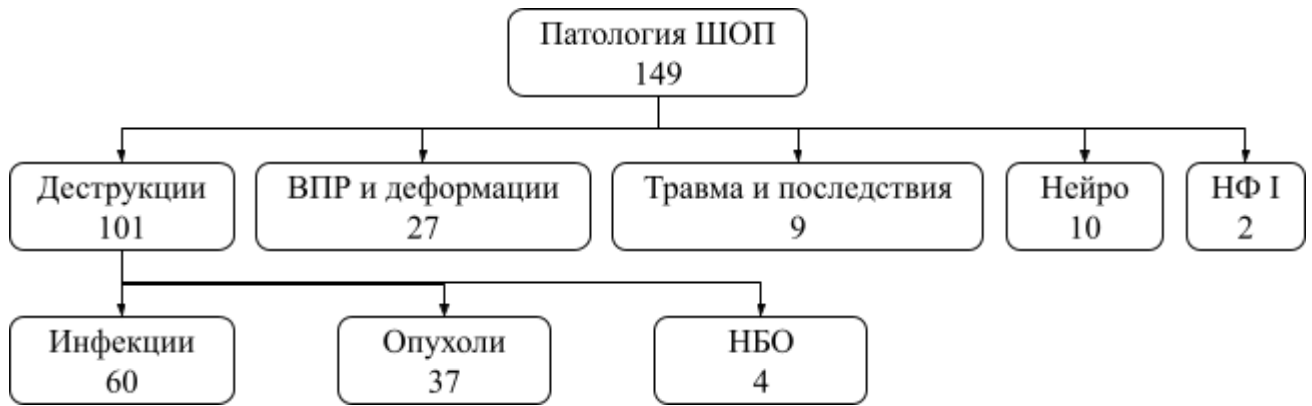 Патология ШОП
149
Деструкции
101
ВПР и деформации
27
Травма и последствия
9
Нейро
10
НФ I
2
Инфекции
60
Опухоли
37
НБО
4